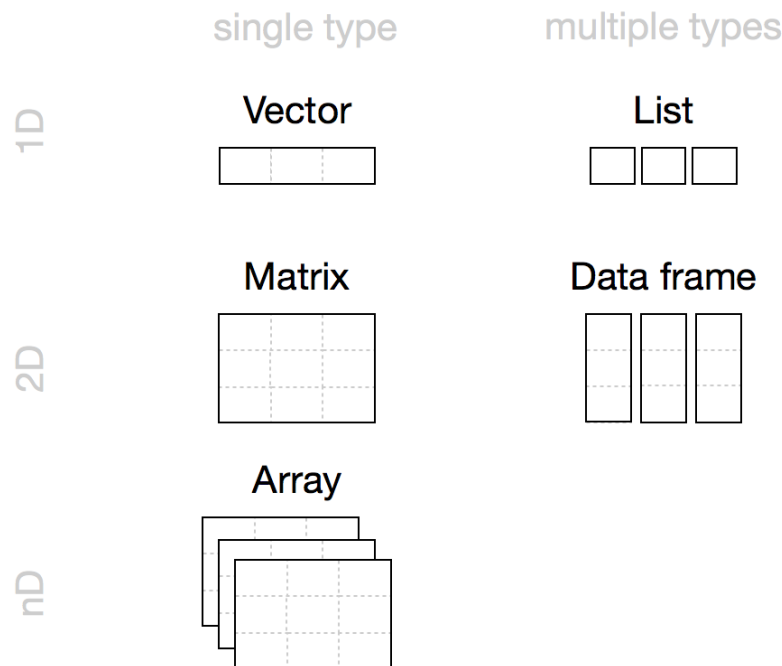 single type
multiple types
1D
Vector
List
2D
Matrix
Data frame
nD
Array